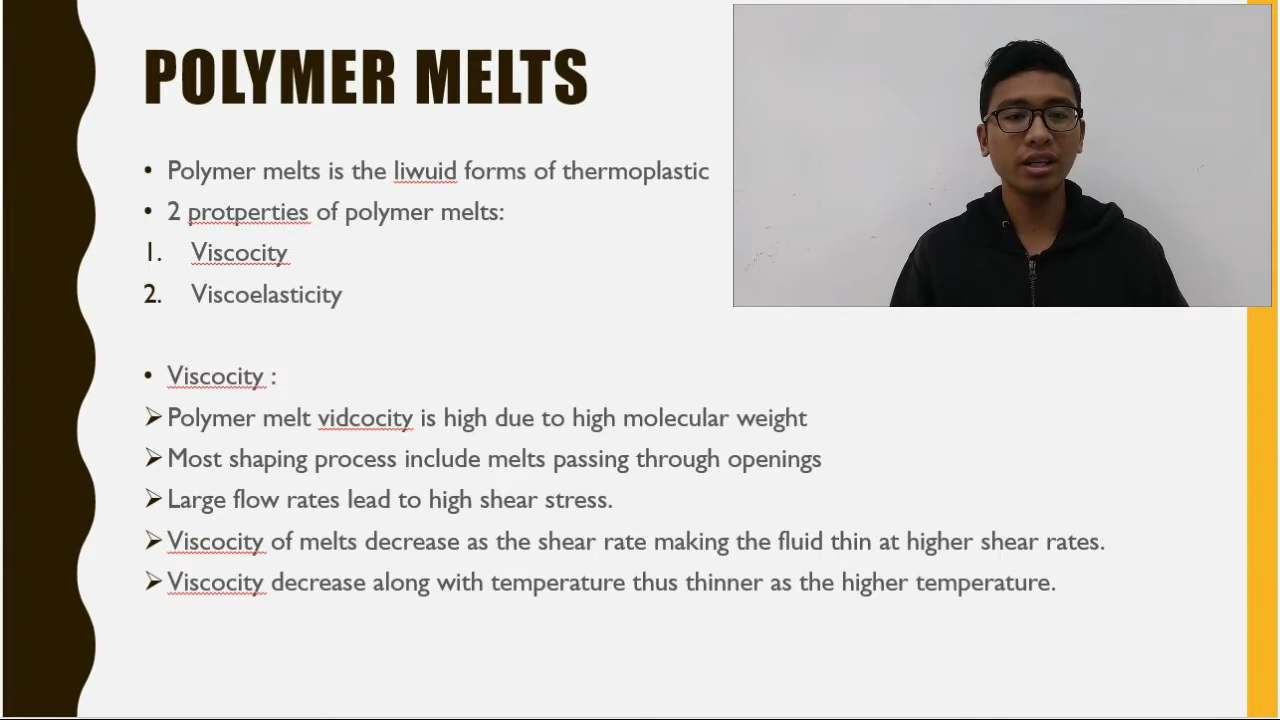 POLYMER MELTS
• Polymer melts is the liwuid forms of thermoplastic
• 2 protperties of polymer melts:
1. Viscocity
2. Viscoelasticity
• Viscocity :
➢ Polymer melt vidcocity is high due to high molecular weight
➢ Most shaping process include melts passing through openings
➢ Large flow rates lead to high shear stress.
➢ Viscocity of melts decrease as the shear rate making the fluid thin at higher shear rates.
➢ Viscocity decrease along with temperature thus thinner as the higher temperature.